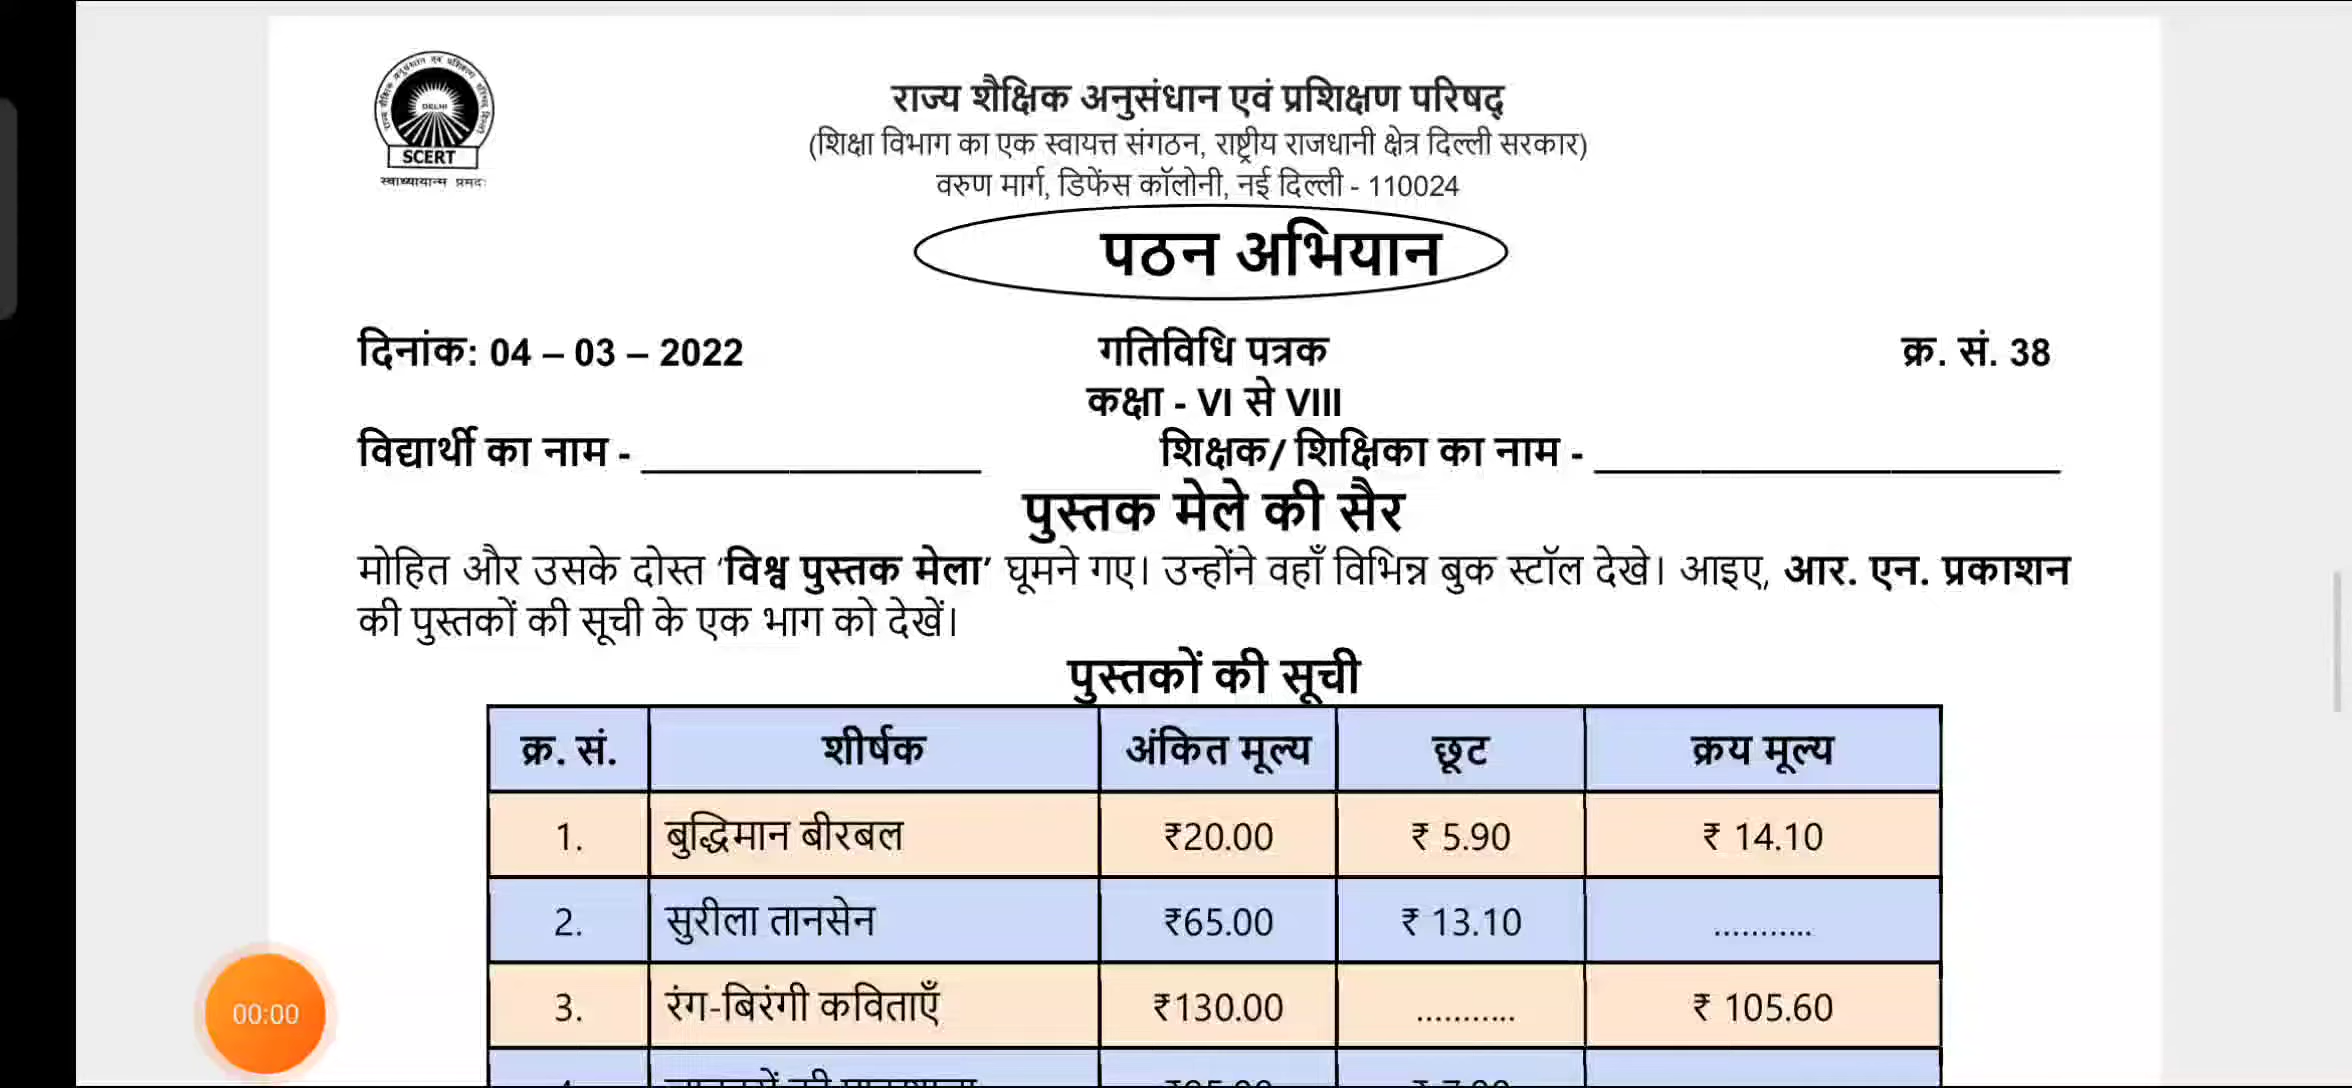 राज्य शैक्षिक अनुसंधान एवं प्रशिक्षण परिषद्
(शिक्षा विभाग का एक स्वायत्त संगठन, राष्ट्रीय राजधानी क्षेत्र दिल्ली सरकार)
वरुण मार्ग, डिफेंस कॉलोनी, नई दिल्ली - 110024
DELHI
SCERT
पठन अभियान
दिनांक: 04 – 03 – 2022 गतिविधि पत्रक क्र. सं. 38
कक्षा - VI से VIII
विद्यार्थी का नाम - ________________ शिक्षक/ शिक्षिका का नाम - ______________________
पुस्तक मेले की सैर
मोहित और उसके दोस्त ‘विश्व पुस्तक मेला’ घूमने गए। उन्होंने वहाँ विभिन्न बुक स्टॉल देखे। आइए, आर. एन. प्रकाशन
की पुस्तकों की सूची के एक भाग को देखें।
पुस्तकों की सूची
क्र. सं. शीर्षक अंकित मूल्य छूट क्रय मूल्य
1. बुद्धिमान बीरबल ₹20.00 ₹ 5.90 ₹ 14.10
2. सुरीला तानसेन ₹65.00 ₹ 13.10 ...........
3. रंग-बिरंगी कविताएँ ₹130.00 ........... ₹ 105.60
00:00